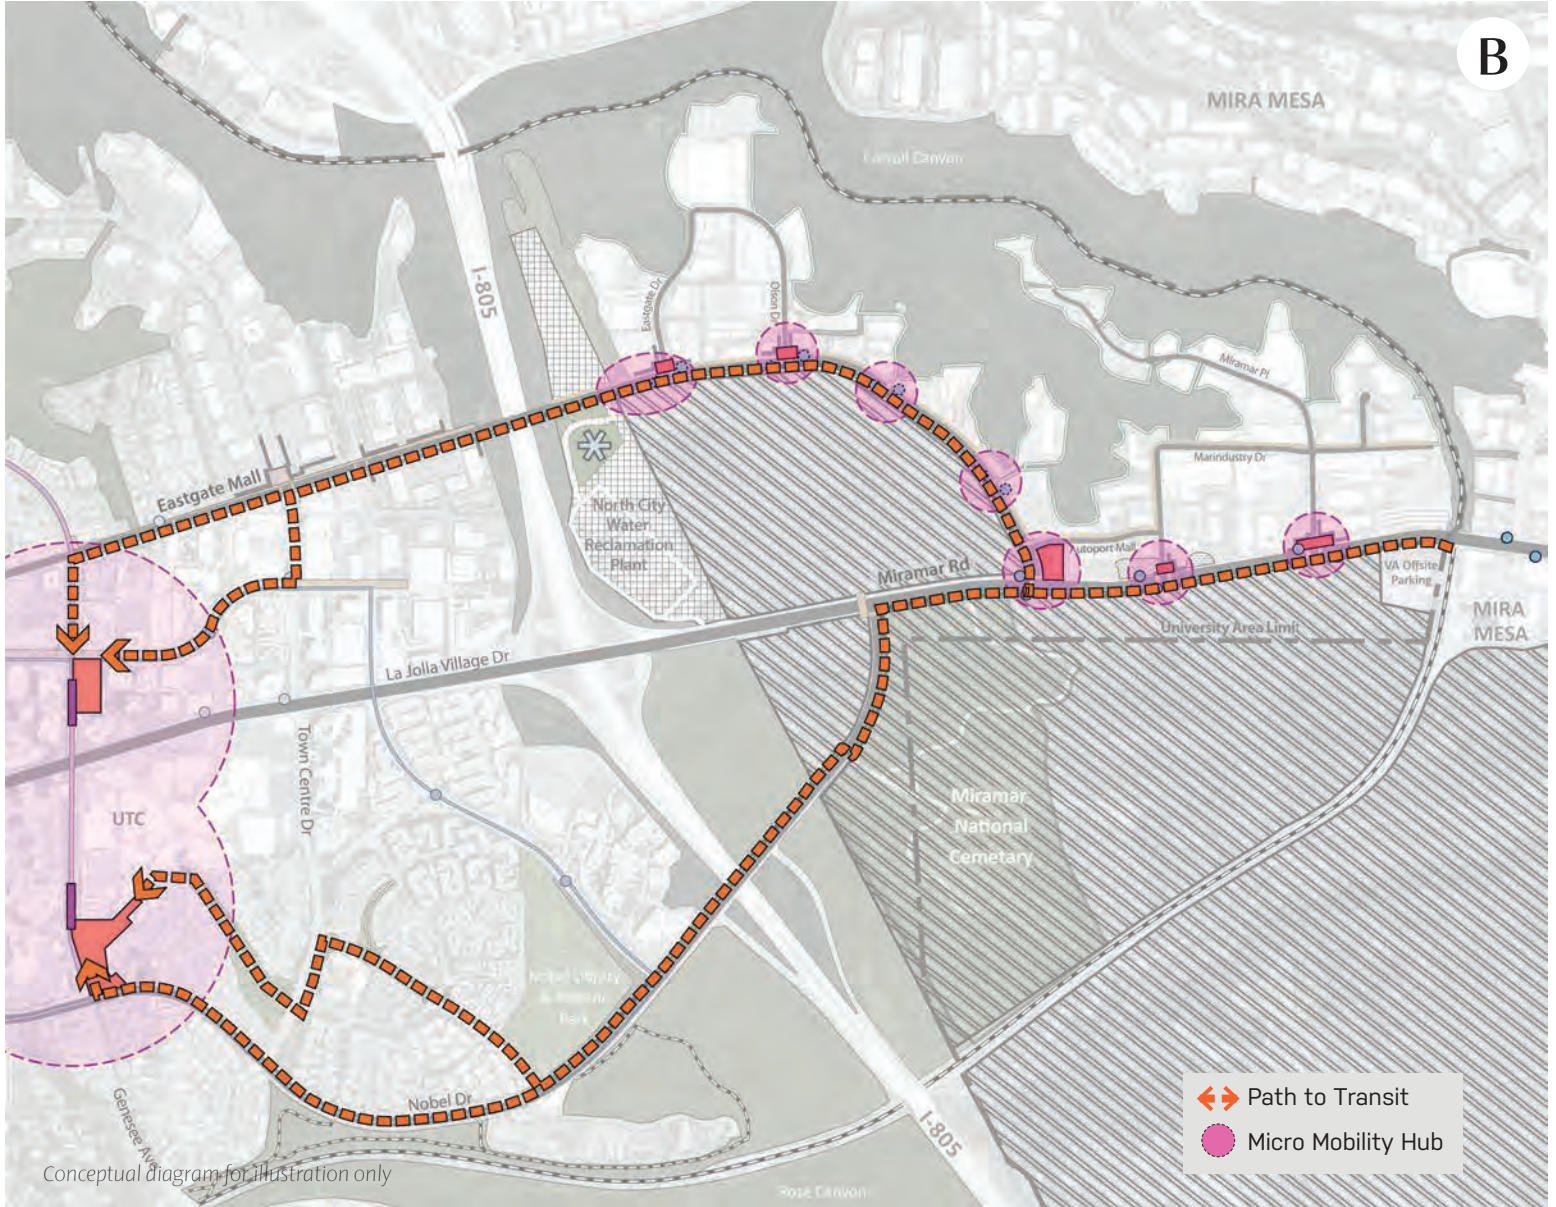 B
MIRA MESA
Carroll Canyon
I-805
Eastgate Dr
Olson Dr
Miramar Pl
Eastgate Mall
Marindustry Dr
North City
Water
Reclamation
Plant
Autoport Mall
Miramar Rd
VA Offsite
Parking
MIRA
MESA
University Area Limit
La Jolla Village Dr
Town Centre Dr
UTC
Miramar
National
Cemetary
Nobel Library
Park
Nobel Dr
Genesee Ave
I-805
Path to Transit
Micro Mobility Hub
Conceptual diagram for illustration only
Rose Canyon